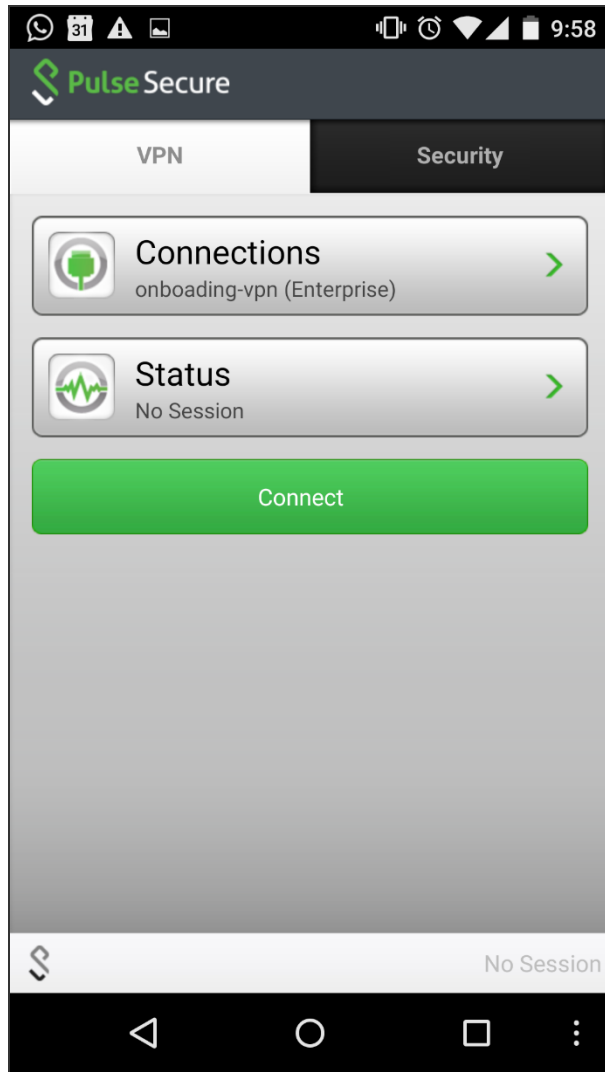 31 9:58
Pulse Secure
VPN Security
Connections
onboading-vpn (Enterprise)
Status
No Session
Connect
No Session